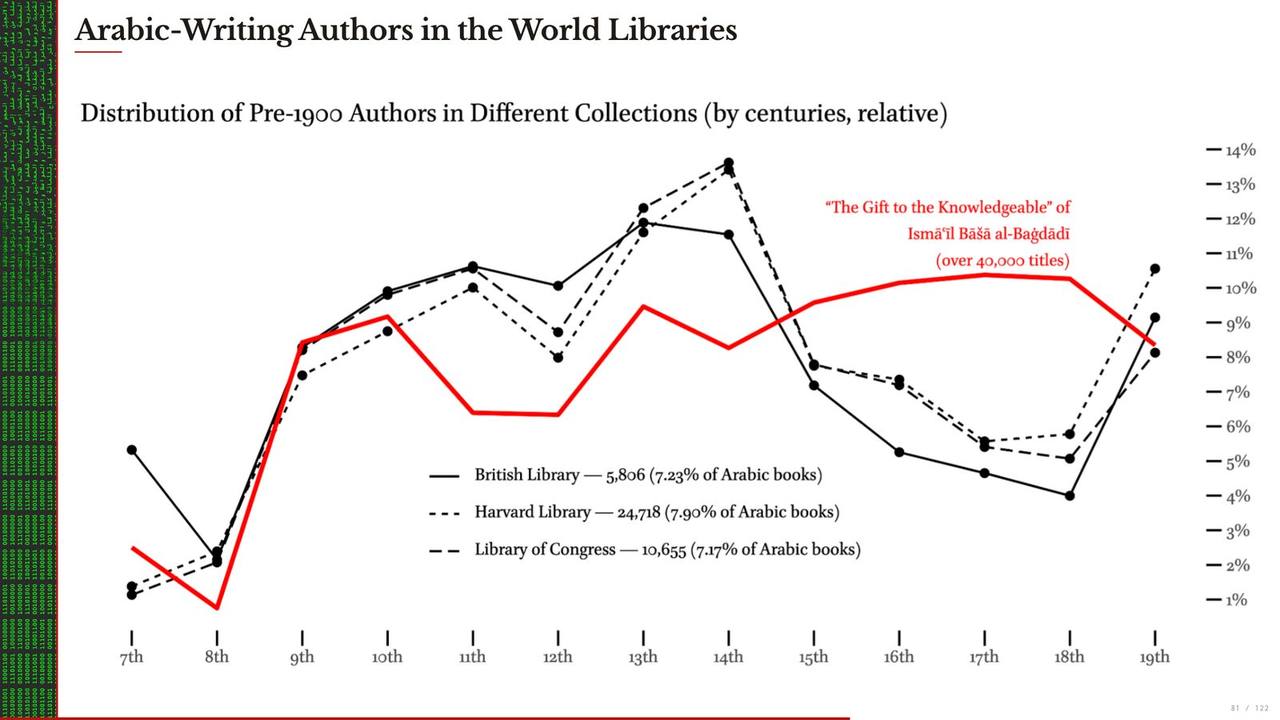 Arabic-Writing Authors in the World Libraries
Distribution of Pre-1900 Authors in Different Collections (by centuries, relative)
14%
13%
“The Gift to the Knowledgeable” of
12%
Ismāʿīl Bāšā al-Baġdādī
11%
(over 40,000 titles)
10%
9%
8%
7%
6%
British Library — 5,806 (7.23% of Arabic books)
5%
Harvard Library — 24,718 (7.90% of Arabic books)
4%
Library of Congress — 10,655 (7.17% of Arabic books)
3%
2%
1%
7th 8th 9th 10th 11th 12th 13th 14th 15th 16th 17th 18th 19th
81 / 122